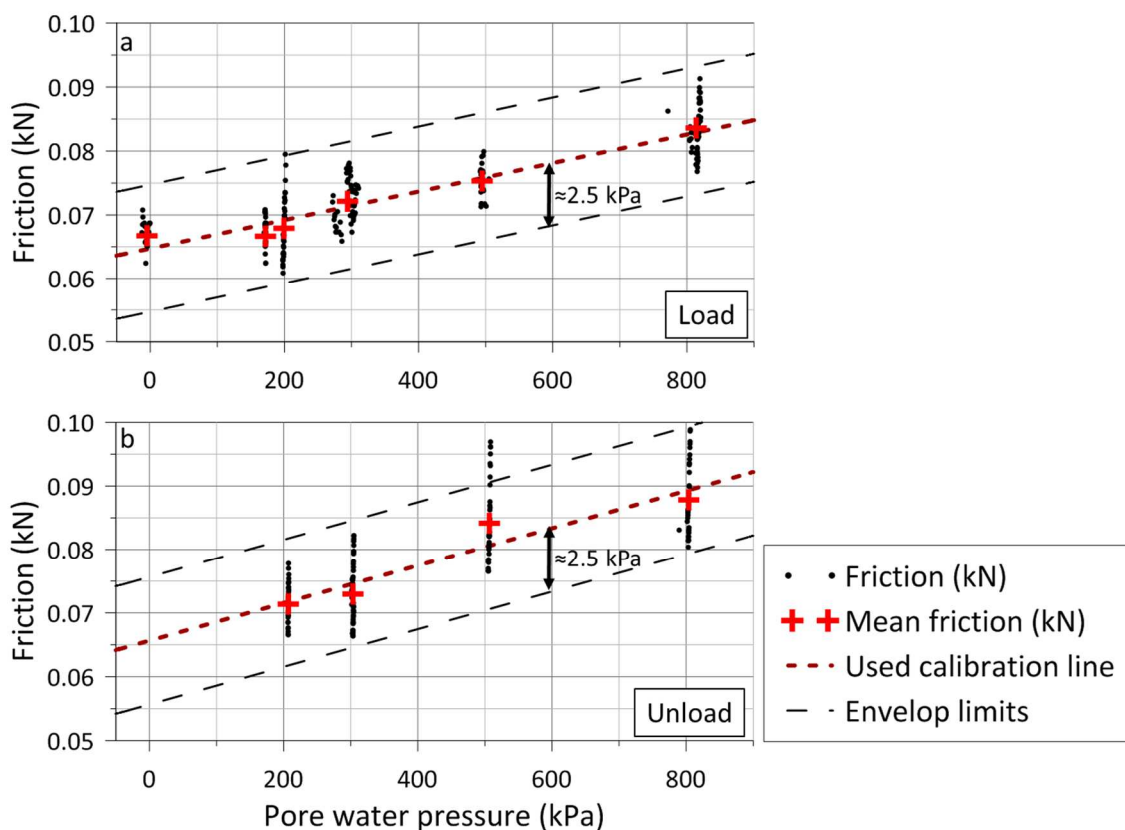 a
0.10
0.09
0.08
0.07
0.06
0.05
Friction (kN)
≈2.5 kPa
Load
0 200 400 600 800
b
0.10
0.09
0.08
0.07
0.06
0.05
Friction (kN)
≈2.5 kPa
Unload
0 200 400 600 800
Pore water pressure (kPa)
Friction (kN)
Mean friction (kN)
Used calibration line
Envelop limits